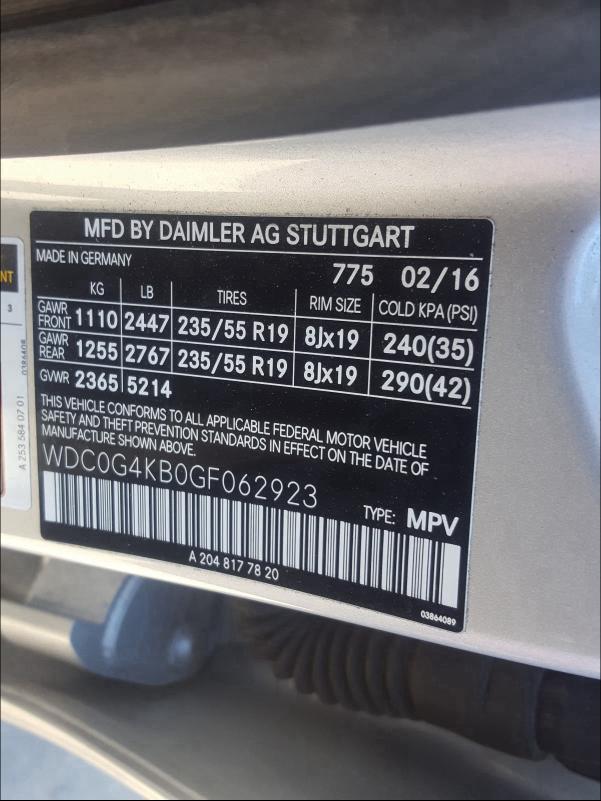 MFD BY DAIMLER AG STUTTGART
MADE IN GERMANY 775 02/16
KG LB TIRES RIM SIZE COLD KPA (PSI)
GAWR FRONT 1110 2447 235/55 R19 8Jx19 240(35)
GAWR REAR 1255 2767 235/55 R19 8Jx19 290(42)
GVWR 2365 5214
THIS VEHICLE CONFORMS TO ALL APPLICABLE FEDERAL MOTOR VEHICLE
SAFETY AND THEFT PREVENTION STANDARDS IN EFFECT ON THE DATE OF
MANUFACTURE SHOWN ABOVE.
WDC0G4KB0GF062923
TYPE: MPV
A 204 817 78 20
03864089
NT
3
A 253 584 07 01